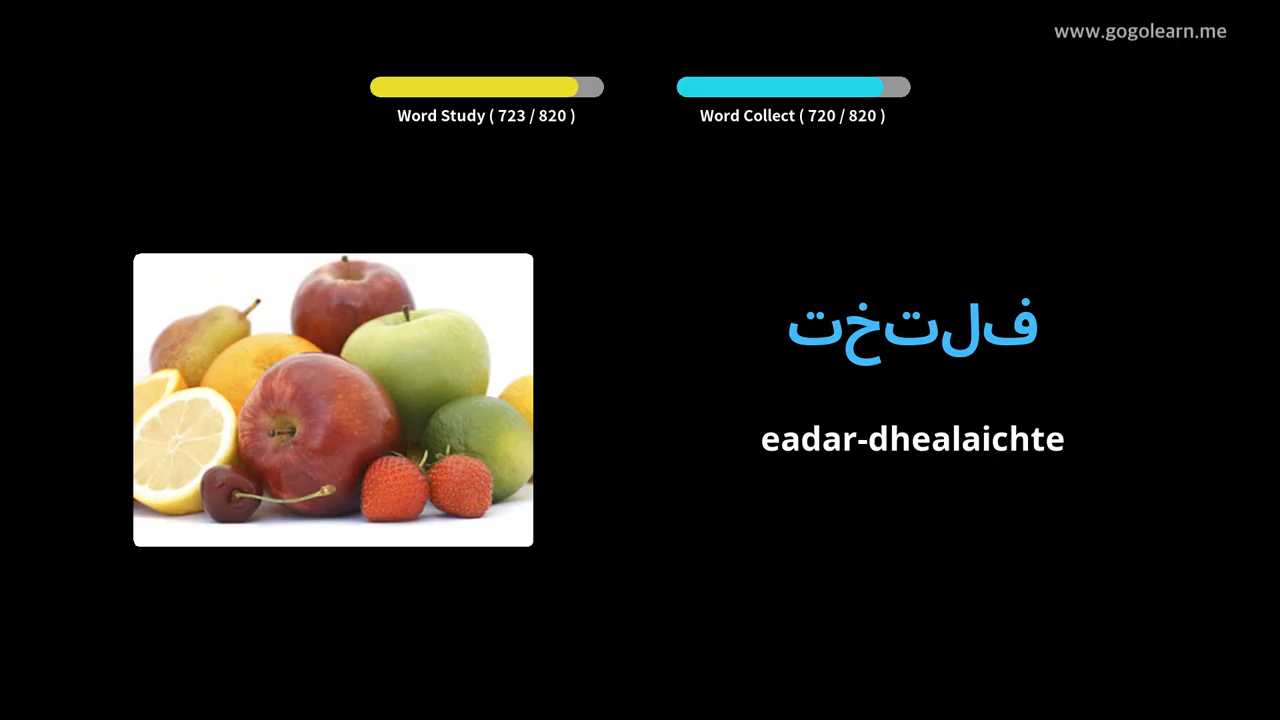 www.gogolearn.me
Word Study ( 723 / 820 )
Word Collect ( 720 / 820 )
تختلف
eadar-dhealaichte